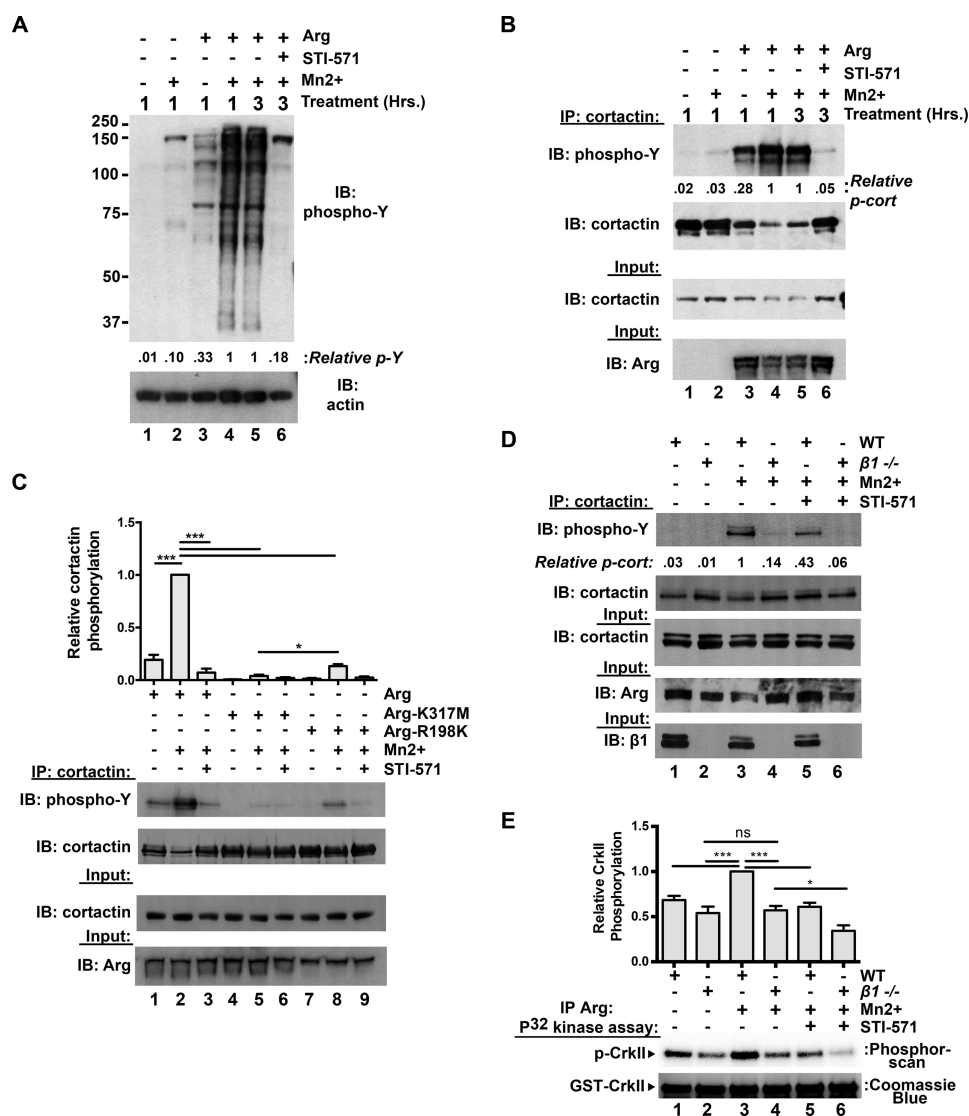 A
- - + + + + Arg
- - - - - + STI-571
- + - + + + Mn2+
1 1 1 1 3 3 Treatment (Hrs.)
250
150
100
75
50
37
IB:
phospho-Y
.01 .10 .33 1 1 .18 :Relative p-Y
IB:
actin
1 2 3 4 5 6
B
- - + + + + Arg
- - - - - + STI-571
- + - + + + Mn2+
IP: cortactin: 1 1 1 1 3 3 Treatment (Hrs.)
IB: phospho-Y
.02 .03 .28 1 1 .05 :Relative
p-cort
IB: cortactin
Input:
IB: cortactin
Input:
IB: Arg
1 2 3 4 5 6
C
Relative cortactin
phosphorylation
1.5
1.0
0.5
0.0
***
***
*
+ + + - - - - - - Arg
- - - + + + - - - Arg-K317M
- - - - - - + + + Arg-R198K
- + + - + + - + + Mn2+
IP: cortactin: - - + - - + - - + STI-571
IB: phospho-Y
IB: cortactin
Input:
IB: cortactin
Input:
IB: Arg
1 2 3 4 5 6 7 8 9
D
+ - + - + - WT
- + - + - + β1 -/-
- - + + + + Mn2+
IP: cortactin: - - - - + + STI-571
IB: phospho-Y
Relative p-cort: .03 .01 1 .14 .43 .06
IB: cortactin
Input:
IB: cortactin
Input:
IB: Arg
Input:
IB: β1
1 2 3 4 5 6
E
Relative CrkII
Phosphorylation
1.5
1.0
0.5
0.0
ns
*** ***
*
+ - + - + - WT
- + - + - + β1 -/-
IP Arg: - - + + + + Mn2+
P32 kinase assay: - - - - + + STI-571
p-CrkII :Phosphor-
scan
GST-CrkII :Coomassie
Blue
1 2 3 4 5 6